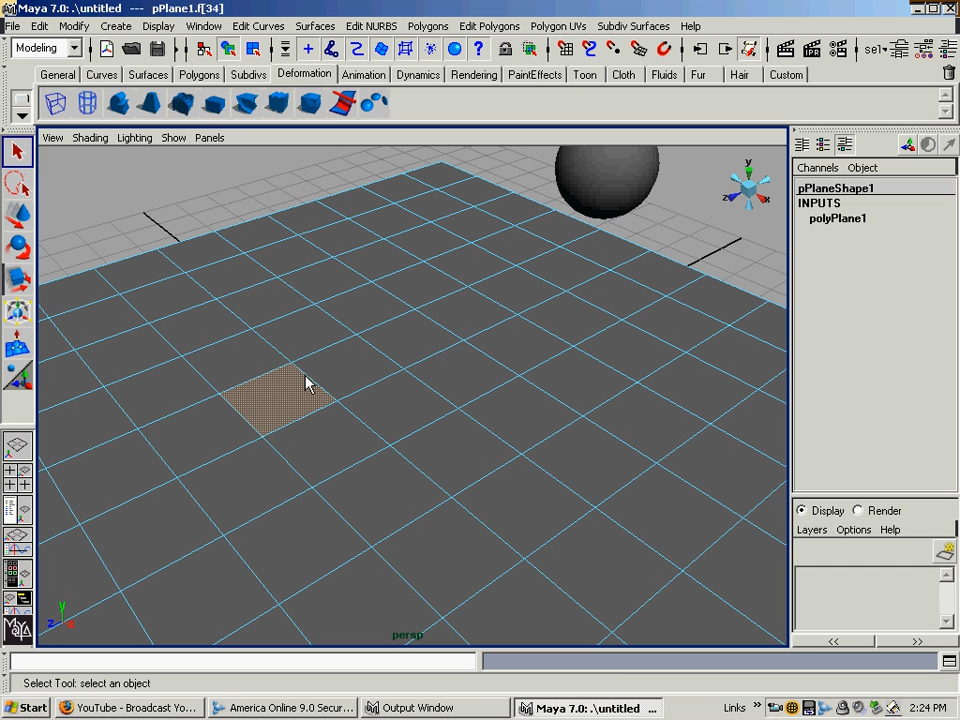 Maya 7.0: .\untitled --- pPlane1.f[34]
File Edit Modify Create Display Window Edit Curves Surfaces Edit NURBS Polygons Edit Polygons Polygon UVs Subdiv Surfaces Help
Modeling
sel
General Curves Surfaces Polygons Subdivs Deformation Animation Dynamics Rendering PaintEffects Toon Cloth Fluids Fur Hair Custom
View Shading Lighting Show Panels
Channels Object
pPlaneShape1
INPUTS
polyPlane1
y
z x
Display Render
Layers Options Help
y
z x
persp
<< >>
Select Tool: select an object
Start YouTube - Broadcast Yo... America Online 9.0 Secur... Output Window Maya 7.0: .\untitled ... Links » 2:24 PM